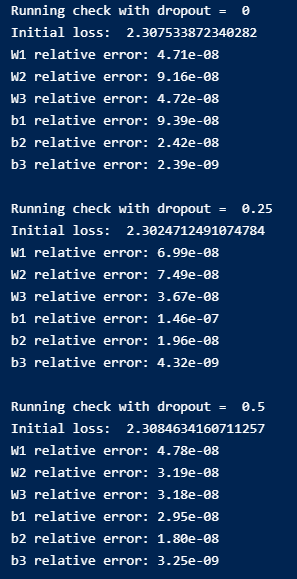 Running check with dropout =  0
Initial loss:  2.307533872340282
W1 relative error: 4.71e-08
W2 relative error: 9.16e-08
W3 relative error: 4.72e-08
b1 relative error: 9.39e-08
b2 relative error: 2.42e-08
b3 relative error: 2.39e-09

Running check with dropout =  0.25
Initial loss:  2.3024712491074784
W1 relative error: 6.99e-08
W2 relative error: 7.49e-08
W3 relative error: 3.67e-08
b1 relative error: 1.46e-07
b2 relative error: 1.96e-08
b3 relative error: 4.32e-09

Running check with dropout =  0.5
Initial loss:  2.3084634160711257
W1 relative error: 4.78e-08
W2 relative error: 3.19e-08
W3 relative error: 3.18e-08
b1 relative error: 2.95e-08
b2 relative error: 1.80e-08
b3 relative error: 3.25e-09